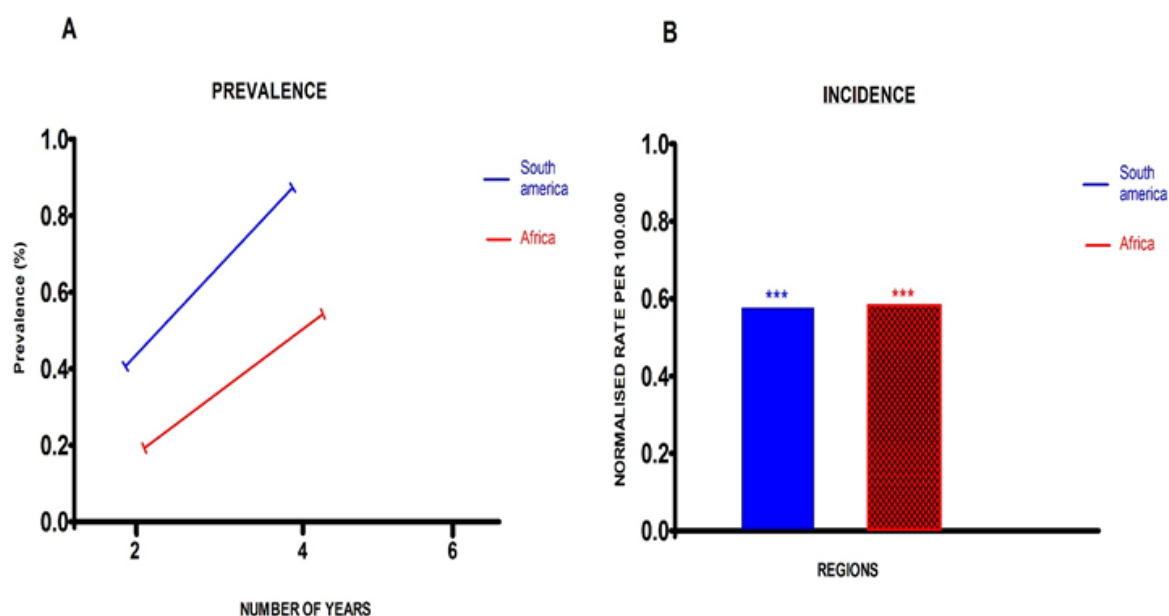 A
PREVALENCE
1.0
0.8
0.6
0.4
0.2
0.0
Prevalence (%)
2
4
6
NUMBER OF YEARS
South
america
Africa
B
INCIDENCE
1.0
0.8
0.6
0.4
0.2
0.0
NORMALISED RATE PER 100.000
***
***
REGIONS
South
america
Africa